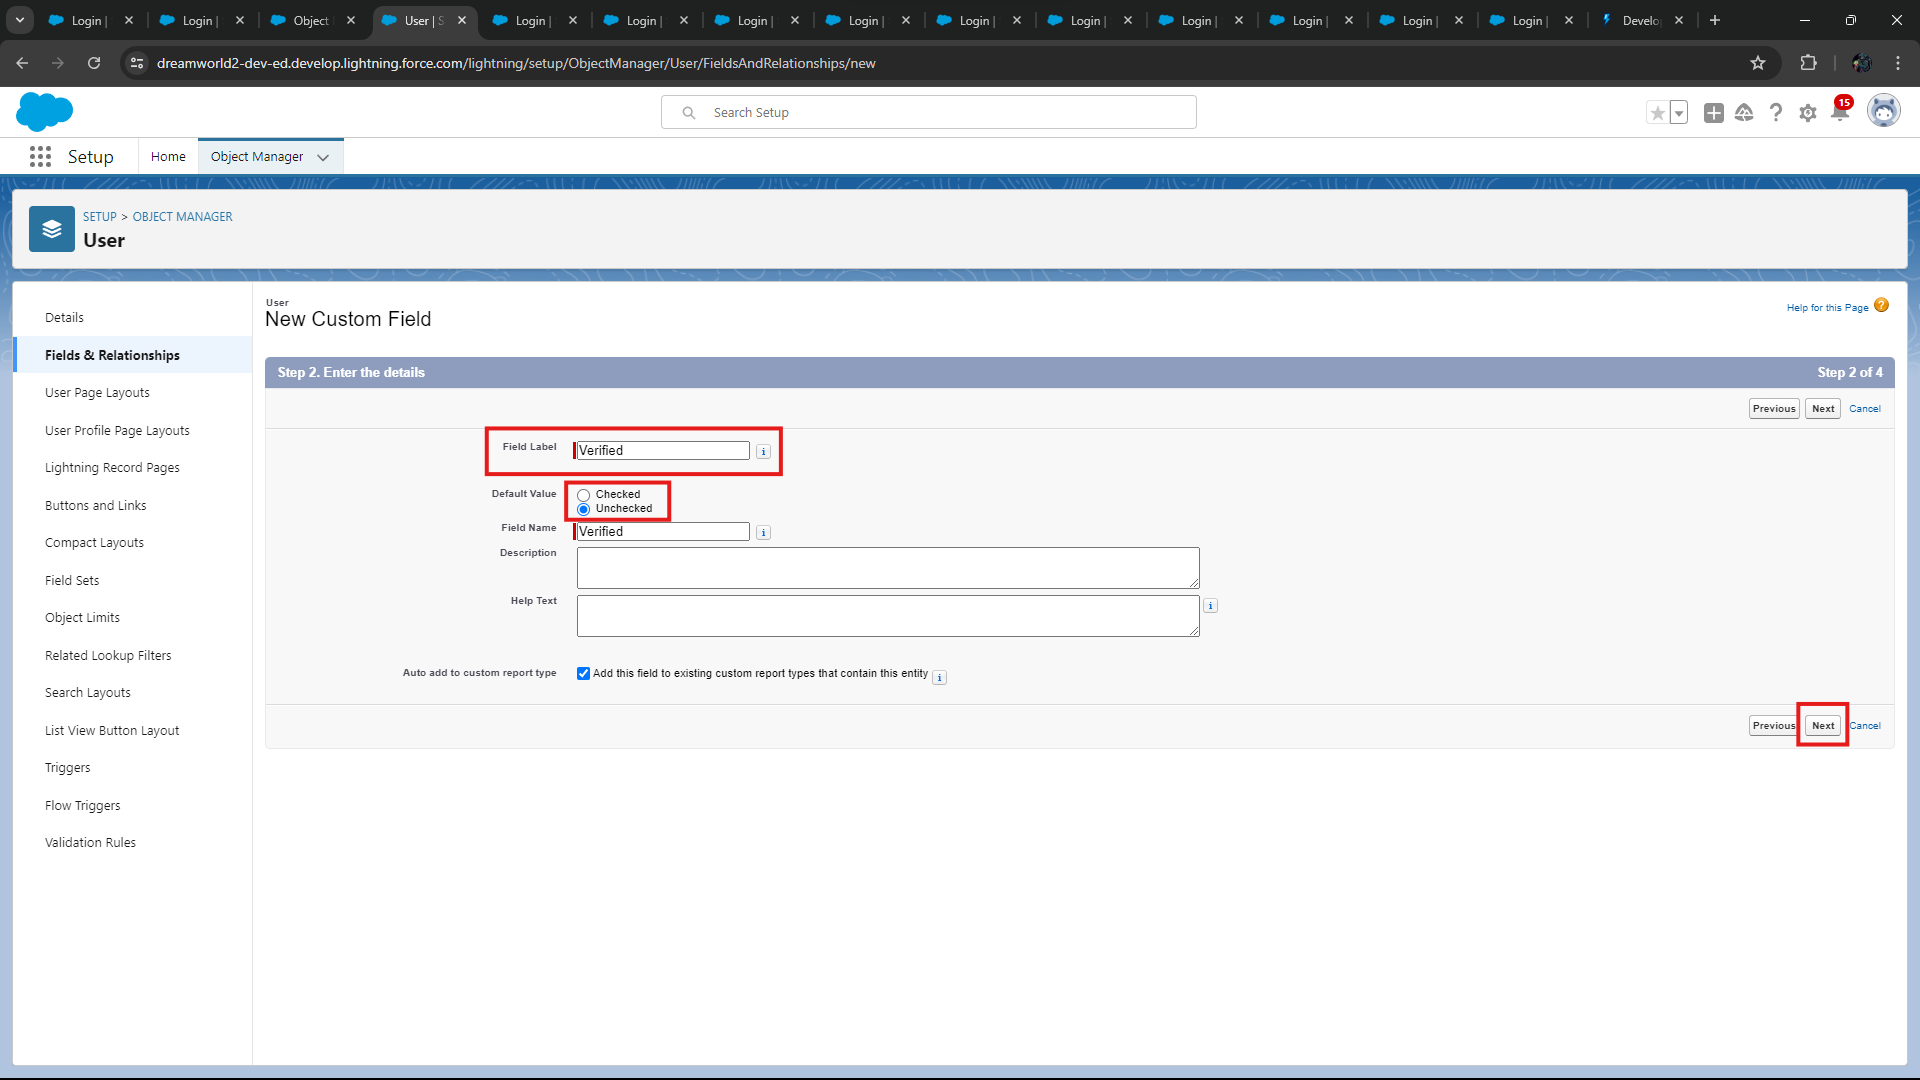 Login |
Login |
Object
User | S
Login |
Login |
Login |
Login |
Login |
Login |
Login |
Login |
Login |
Login |
Develo
dreamworld2-dev-ed.develop.lightning.force.com/lightning/setup/ObjectManager/User/FieldsAndRelationships/new
Search Setup
15
Setup
Home
Object Manager
SETUP > OBJECT MANAGER
User
Details
Fields & Relationships
User Page Layouts
User Profile Page Layouts
Lightning Record Pages
Buttons and Links
Compact Layouts
Field Sets
Object Limits
Related Lookup Filters
Search Layouts
List View Button Layout
Triggers
Flow Triggers
Validation Rules
User
New Custom Field
Help for this Page ?
Step 2. Enter the details
Step 2 of 4
Previous Next Cancel
Field Label Verified i
Default Value Checked
Unchecked
Field Name Verified i
Description
Help Text i
Auto add to custom report type Add this field to existing custom report types that contain this entity i
Previous Next Cancel